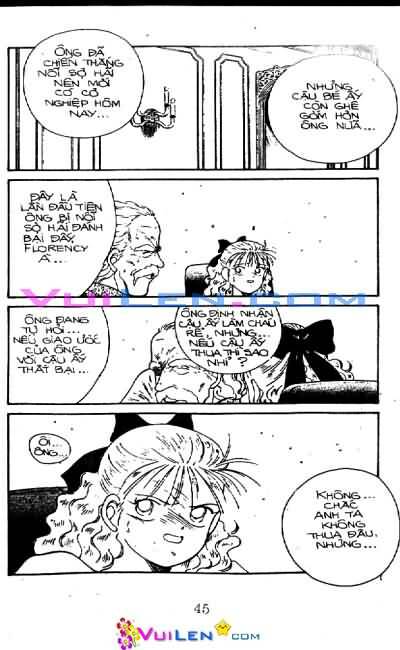 ÔNG ĐÃ
CHIẾN THẮNG
NỖI SỢ HÃI
NÊN MỚI
CÓ CƠ
NGHIỆP HÔM
NAY...
NHƯNG
CẬU BÉ ẤY
CÒN GHÊ
GỚM HƠN
ÔNG NỮA...
ĐÂY LÀ
LẦN ĐẦU TIÊN
ÔNG BỊ NỖI
SỢ HÃI ĐÁNH
BẠI ĐẤY,
FLORENCY
À...
VUILEN.COM
ÔNG ĐANG
TỰ HỎI...
NẾU GIAO ƯỚC
CỦA ÔNG
VỚI CẬU ẤY
THẤT BẠI...
ÔNG ĐỊNH NHẬN
CẬU ẤY LÀM CHÁU
RỂ, NHƯNG...
NẾU CẬU ẤY
THUA THÌ SAO
NHỈ?
ÔI...
ÔNG...
KHÔNG...
CHẮC
ANH TA
KHÔNG
THUA ĐÂU,
NHƯNG...
45
VUILEN.COM